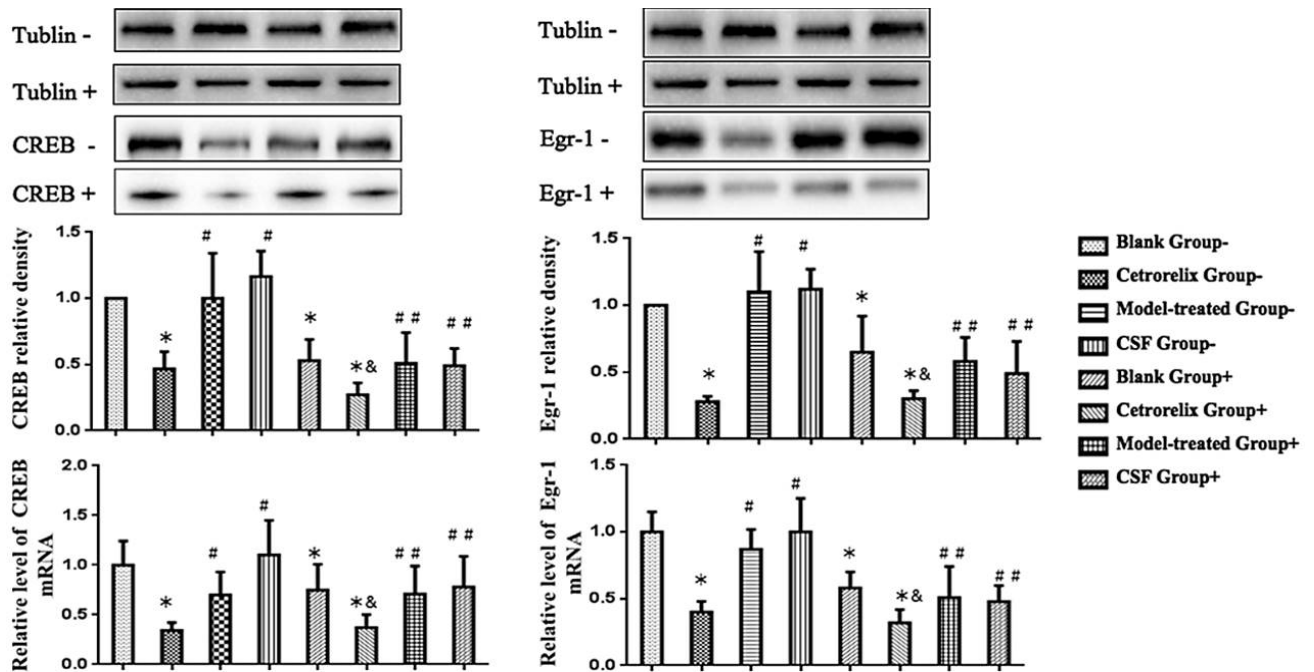 Tublin -
Tublin +
CREB -
CREB +
Tublin -
Tublin +
Egr-1 -
Egr-1 +
CREB relative density
1.5
1.0
0.5
0.0
#
#
*
*
*&
# #
# #
Egr-1 relative density
1.5
1.0
0.5
0.0
#
#
*
*
*&
# #
# #
Relative level of CREB
mRNA
2.0
1.5
1.0
0.5
0.0
#
#
*
*
*&
# #
# #
Relative level of Egr-1
mRNA
1.5
1.0
0.5
0.0
#
#
*
*
*&
# #
# #
Blank Group-
Cetrorelix Group-
Model-treated Group-
CSF Group-
Blank Group+
Cetrorelix Group+
Model-treated Group+
CSF Group+